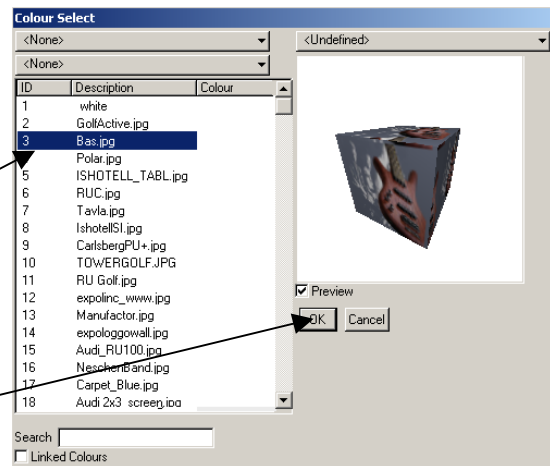 Colour Select
<None>
<Undefined>
<None>
ID Description Colour
1 white
2 GolfActive.jpg
3 Bas.jpg
Polar.jpg
5 ISHOTELL_TABL.jpg
6 RUC.jpg
7 Tavla.jpg
8 IshotellSI.jpg
9 CarlsbergPU+.jpg
10 TOWERGOLF.JPG
11 RU Golf.jpg
12 expolinc_www.jpg
13 Manufactor.jpg
14 expologgowall.jpg
15 Audi_RU100.jpg
16 NeschenBand.jpg
17 Carpet_Blue.jpg
18 Audi 2x3_screen.jpg
Preview
OK Cancel
Search
Linked Colours